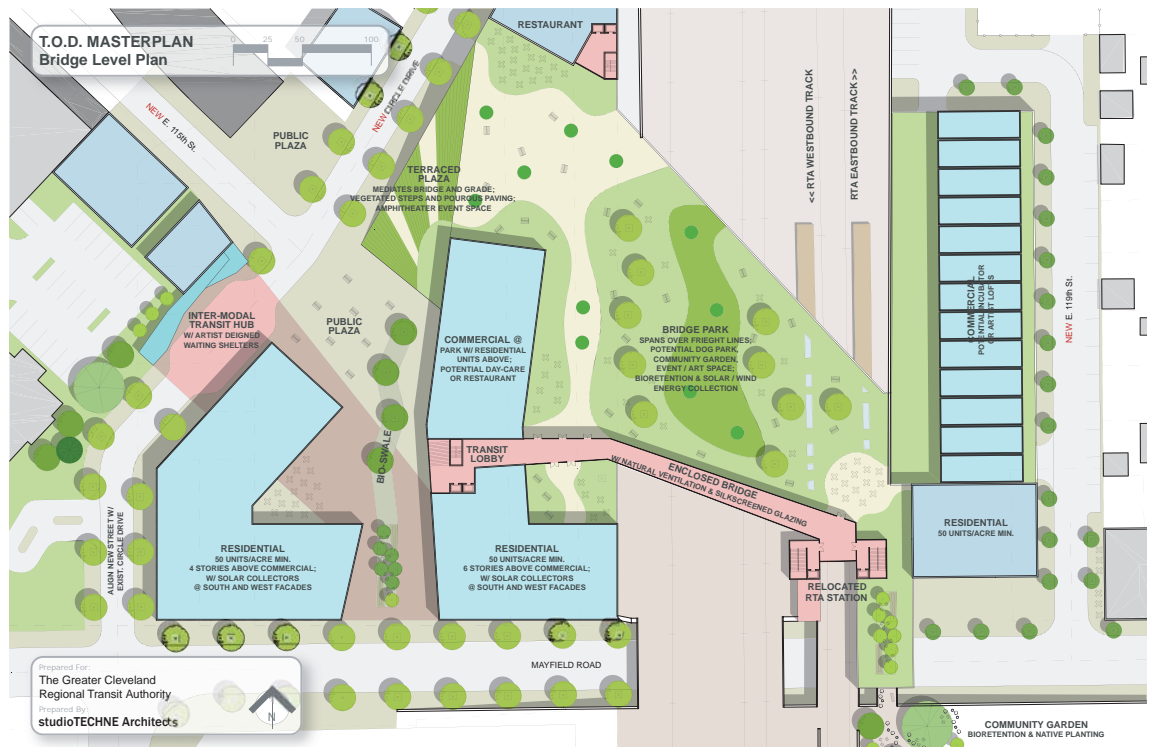 T.O.D. MASTERPLAN
Bridge Level Plan
0 25 50 100
RESTAURANT
NEW CIRCLE DRIVE
NEW E. 115th St.
PUBLIC
PLAZA
<< RTA WESTBOUND TRACK
RTA EASTBOUND TRACK >>
TERRACED
PLAZA
MEDIATES BRIDGE AND GRADE;
VEGETATED STEPS AND POUROUS PAVING;
AMPHITHEATER EVENT SPACE
INTER-MODAL
TRANSIT HUB
W/ ARTIST DEIGNED
WAITING SHELTERS
PUBLIC
PLAZA
COMMERCIAL @
PARK W/ RESIDENTIAL
UNITS ABOVE;
POTENTIAL DAY-CARE
OR RESTAURANT
BRIDGE PARK
SPANS OVER FRIEGHT LINES;
POTENTIAL DOG PARK,
COMMUNITY GARDEN,
EVENT / ART SPACE;
BIORETENTION & SOLAR / WIND
ENERGY COLLECTION
COMMERCIAL
POTENTIAL INCUBATOR
OR ARTIST LOFTS
NEW E. 119th St.
BIO-SWALE
TRANSIT
LOBBY
ENCLOSED BRIDGE
W/ NATURAL VENTILATION & SILKSCREENED GLAZING
RESIDENTIAL
50 UNITS/ACRE MIN.
ALIGN NEW STREET W/
EXIST. CIRCLE DRIVE
RESIDENTIAL
50 UNITS/ACRE MIN.
4 STORIES ABOVE COMMERCIAL;
W/ SOLAR COLLECTORS
@ SOUTH AND WEST FACADES
RESIDENTIAL
50 UNITS/ACRE MIN.
6 STORIES ABOVE COMMERCIAL;
W/ SOLAR COLLECTORS
@ SOUTH AND WEST FACADES
RELOCATED
RTA STATION
MAYFIELD ROAD
Prepared For:
The Greater Cleveland
Regional Transit Authority
Prepared By:
studioTECHNE Architects
N
COMMUNITY GARDEN
BIORETENTION & NATIVE PLANTING